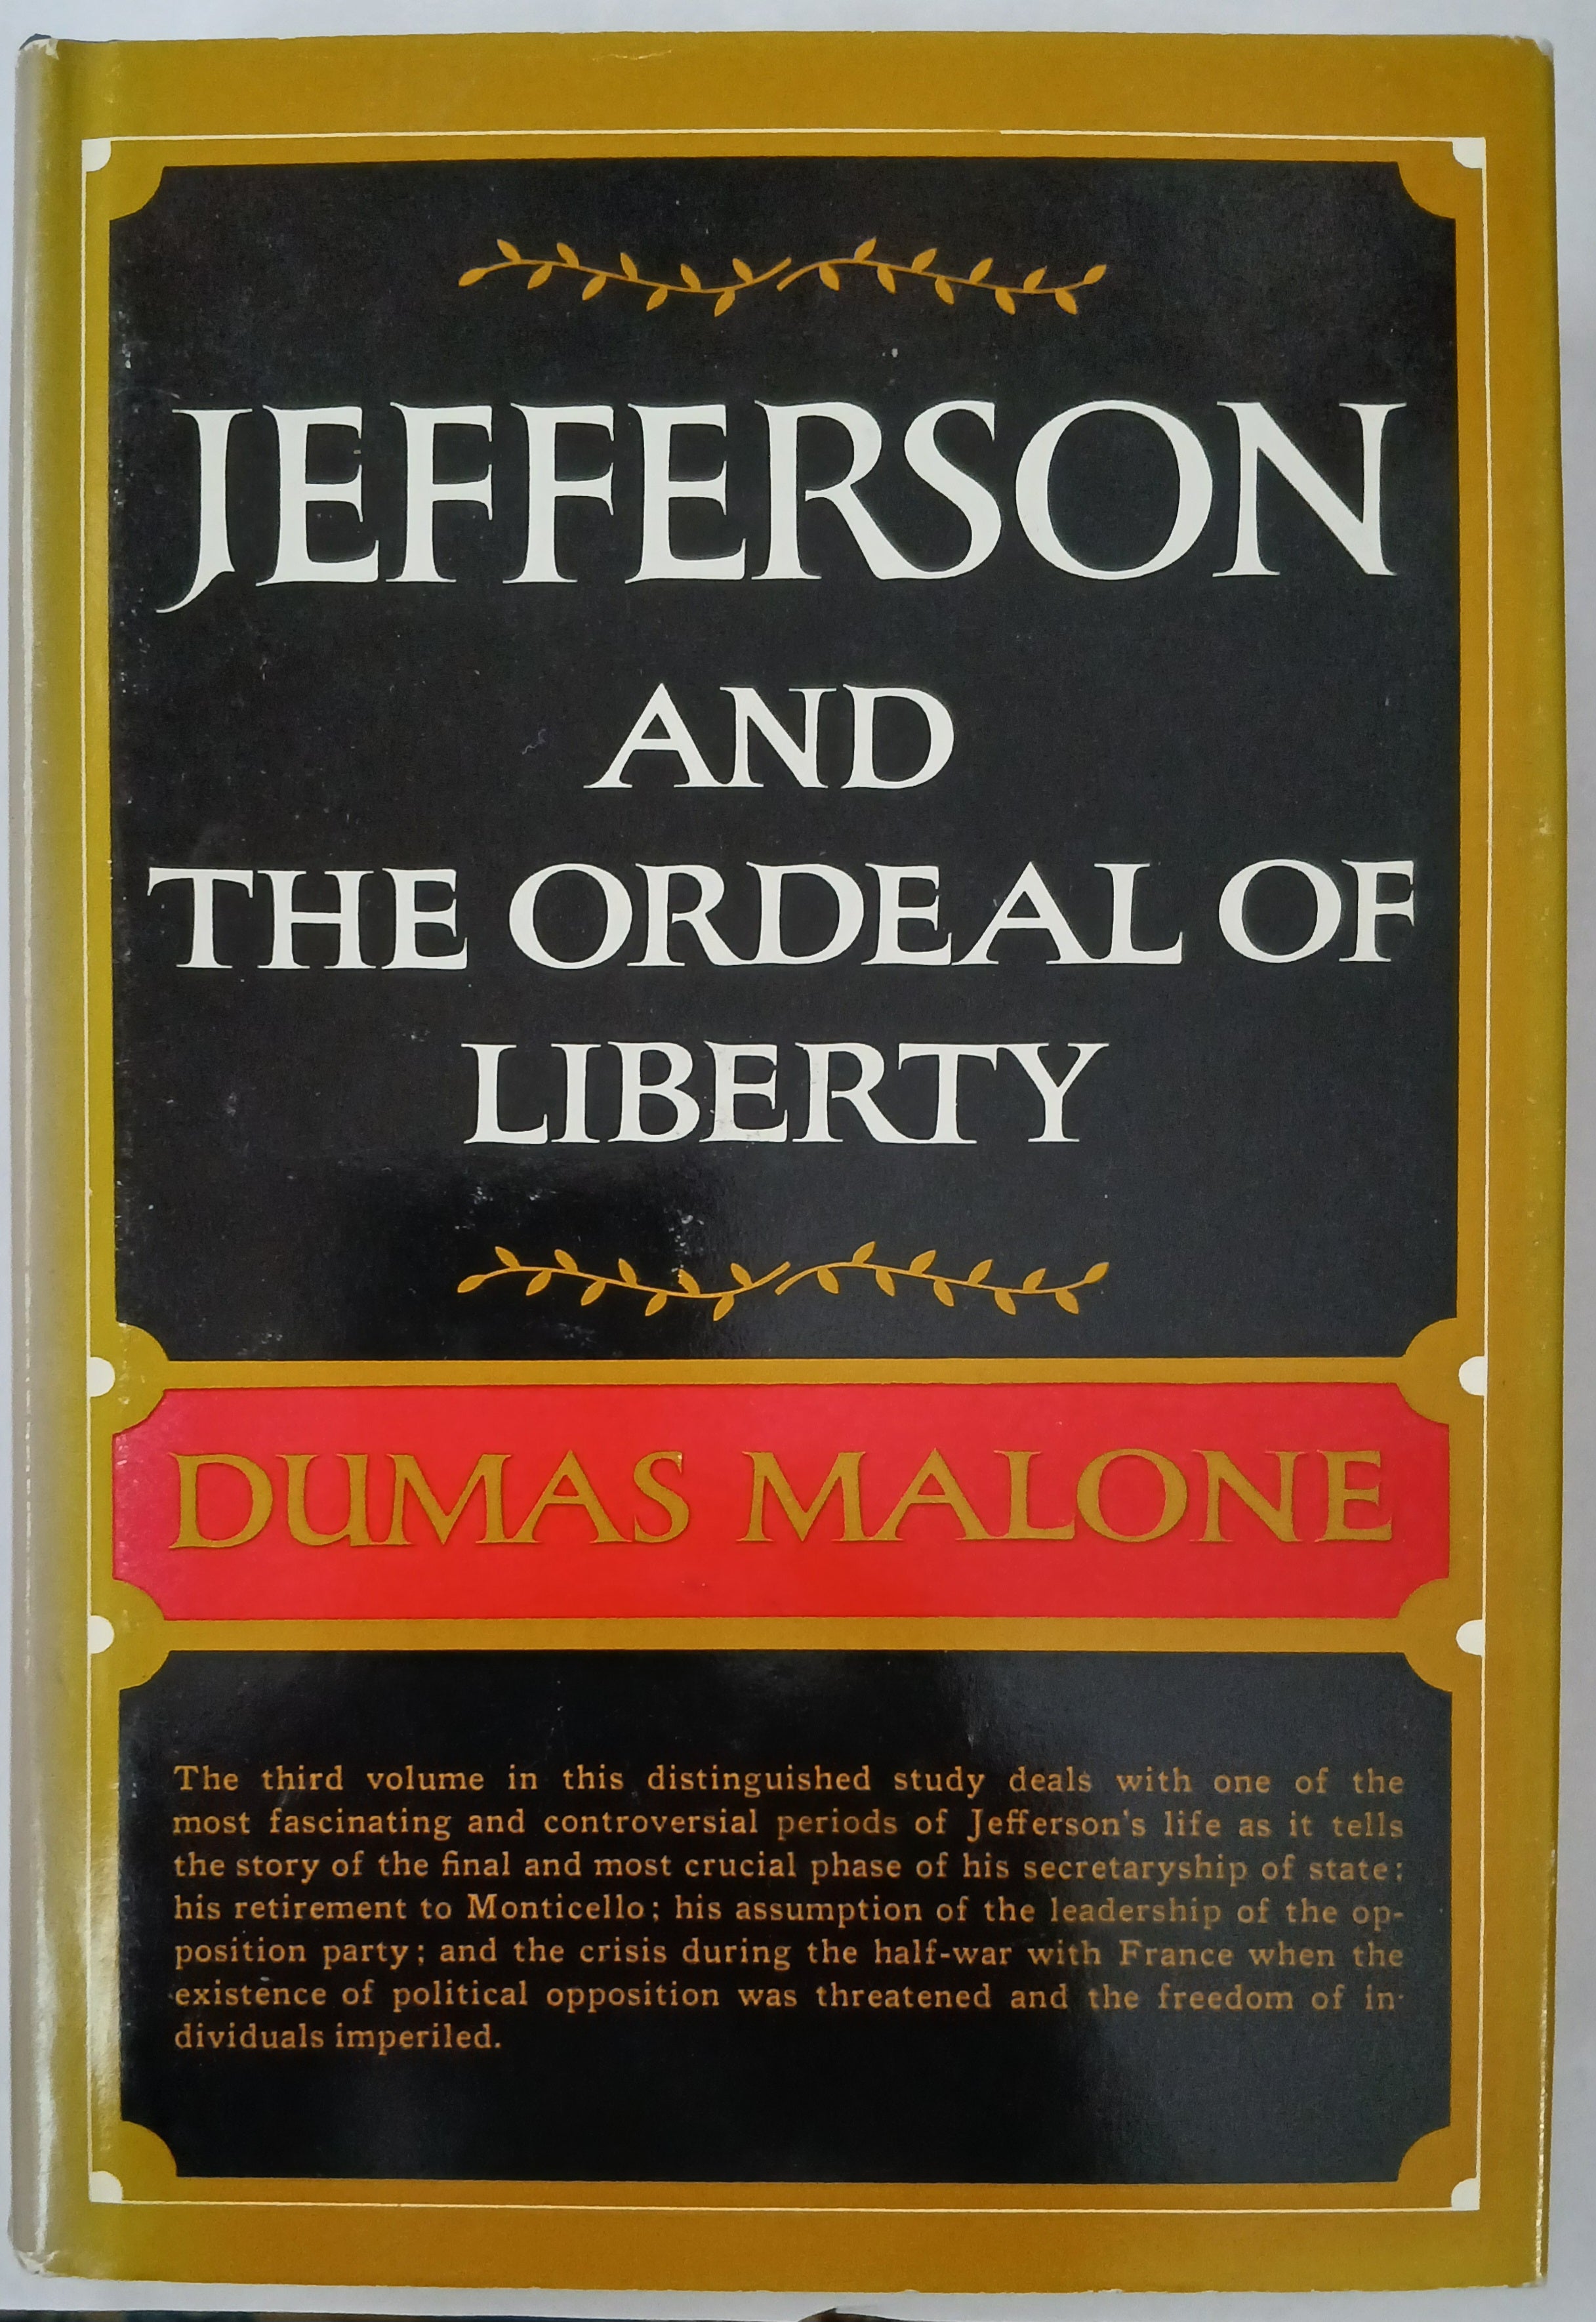 JEFFERSON
AND
THE ORDEAL OF
LIBERTY
DUMAS MALONE
The third volume in this distinguished study deals with one of the
most fascinating and controversial periods of Jefferson's life as it tells
the story of the final and most crucial phase of his secretaryship of state;
his retirement to Monticello; his assumption of the leadership of the op-
position party; and the crisis during the half-war with France when the
existence of political opposition was threatened and the freedom of in-
dividuals imperiled.